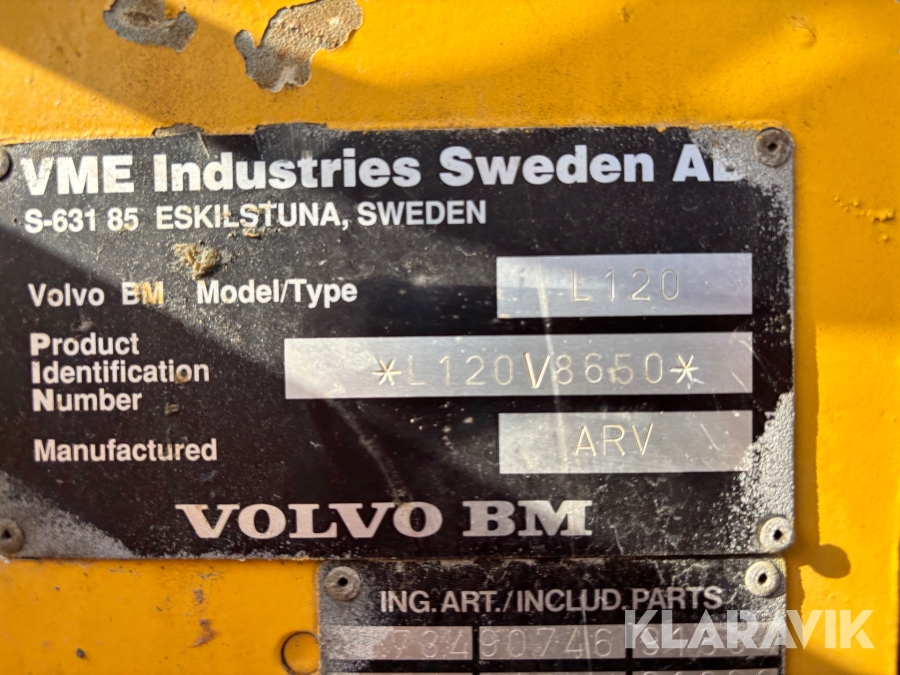 VME Industries Sweden AB
S-631 85 ESKILSTUNA, SWEDEN
Volvo BM Model/Type L120
Product
Identification *L120V8650*
Number
Manufactured ARV
VOLVO BM
ING.ART./INCLUD.PARTS
73490746
KLARAVIK